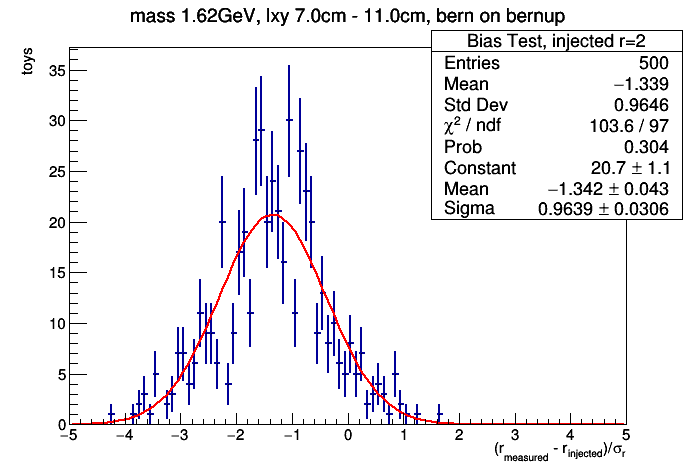 mass 1.62GeV, lxy 7.0cm - 11.0cm, bern on bernup
Bias Test, injected r=2
Entries 500
Mean −1.339
Std Dev 0.9646
χ² / ndf 103.6 / 97
Prob 0.304
Constant 20.7 ± 1.1
Mean −1.342 ± 0.043
Sigma 0.9639 ± 0.0306
toys
35
30
25
20
15
10
5
0
−5 −4 −3 −2 −1 0 1 2 3 4 5
(r_measured - r_injected)/σ_r